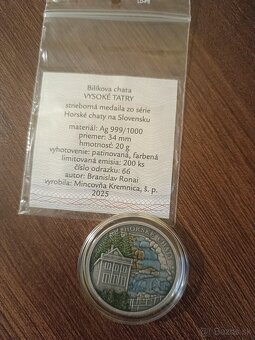 Bilíkova chata
VYSOKÉ TATRY
strieborná medaila zo série
Horské chaty na Slovensku
materiál: Ag 999/1000
priemer: 34 mm
hmotnosť: 20 g
vyhotovenie: patinovaná, farbená
limitovaná emisia: 200 ks
číslo odrazku: 66
autor: Branislav Ronai
vyrobila: Mincovňa Kremnica, š. p.
2025
HORSKÉ CHATY